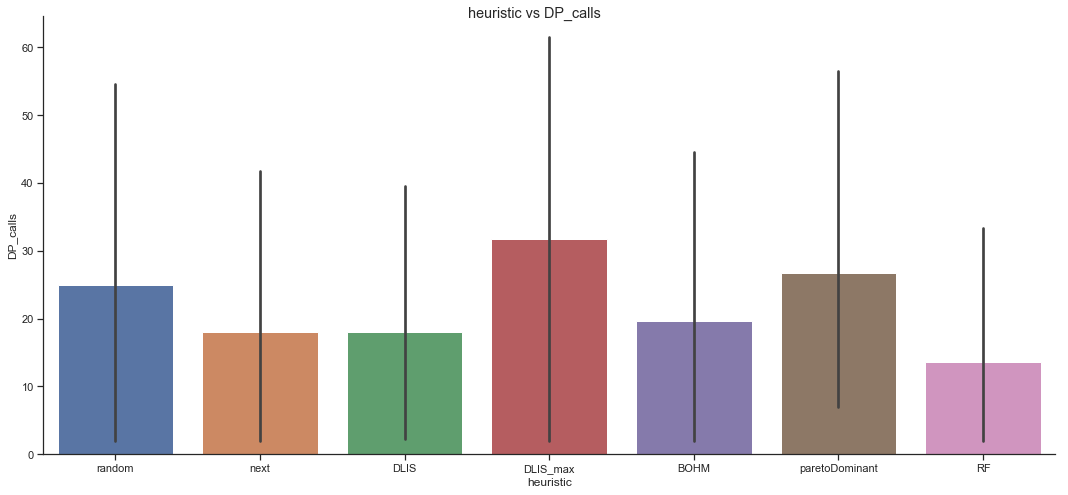 heuristic vs DP_calls
60
50
40
30
20
10
0
DP_calls
random next DLIS DLIS_max BOHM paretoDominant RF
heuristic